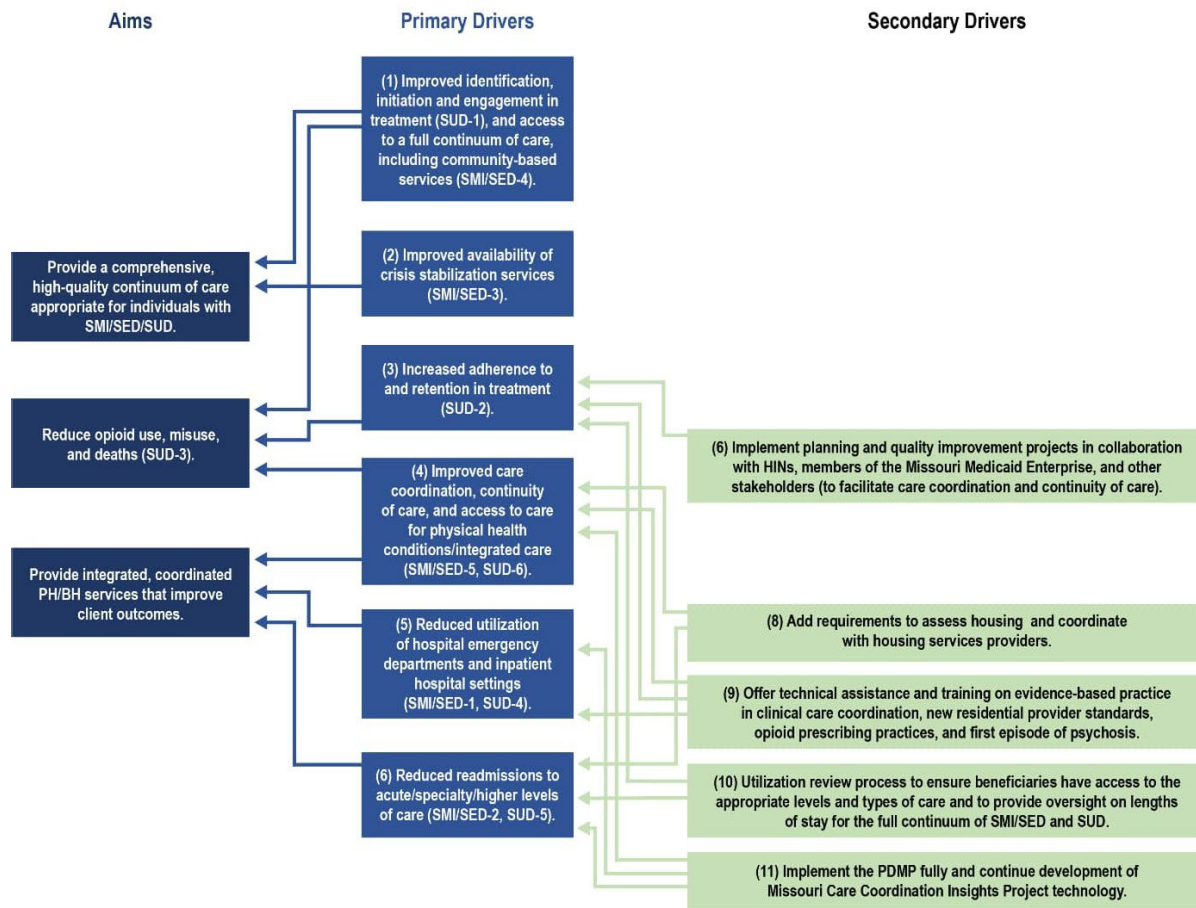 Aims
Primary Drivers
Secondary Drivers
(1) Improved identification,
initiation and engagement in
treatment (SUD-1), and access
to a full continuum of care,
including community-based
services (SMI/SED-4).
(2) Improved availability of
crisis stabilization services
(SMI/SED-3).
Provide a comprehensive,
high-quality continuum of care
appropriate for individuals with
SMI/SED/SUD.
(3) Increased adherence to
and retention in treatment
(SUD-2).
Reduce opioid use, misuse,
and deaths (SUD-3).
(6) Implement planning and quality improvement projects in collaboration
with HINs, members of the Missouri Medicaid Enterprise, and other
stakeholders (to facilitate care coordination and continuity of care).
(4) Improved care
coordination, continuity
of care, and access to care
for physical health
conditions/integrated care
(SMI/SED-5, SUD-6).
Provide integrated, coordinated
PH/BH services that improve
client outcomes.
(5) Reduced utilization
of hospital emergency
departments and inpatient
hospital settings
(SMI/SED-1, SUD-4).
(8) Add requirements to assess housing and coordinate
with housing services providers.
(9) Offer technical assistance and training on evidence-based practice
in clinical care coordination, new residential provider standards,
opioid prescribing practices, and first episode of psychosis.
(6) Reduced readmissions to
acute/specialty/higher levels
of care (SMI/SED-2, SUD-5).
(10) Utilization review process to ensure beneficiaries have access to the
appropriate levels and types of care and to provide oversight on lengths
of stay for the full continuum of SMI/SED and SUD.
(11) Implement the PDMP fully and continue development of
Missouri Care Coordination Insights Project technology.